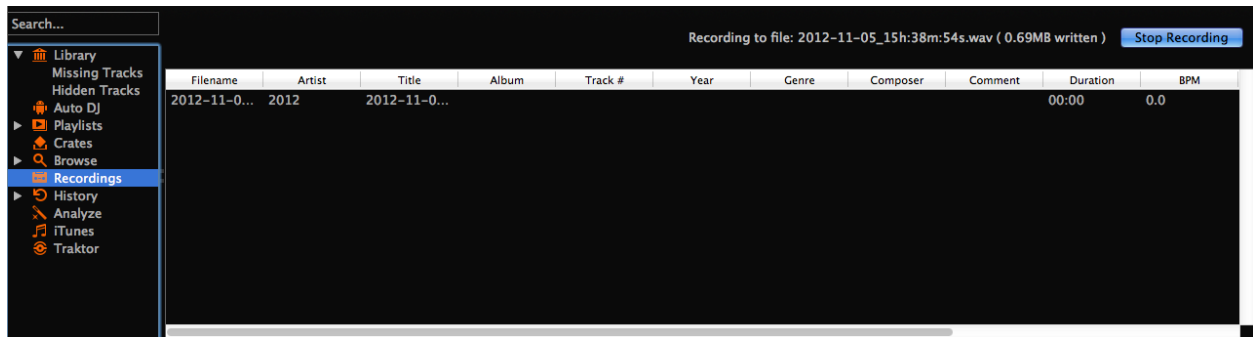 Search...
Recording to file: 2012-11-05_15h:38m:54s.wav ( 0.69MB written )
Stop Recording
Library
Missing Tracks
Hidden Tracks
Auto DJ
Playlists
Crates
Browse
Recordings
History
Analyze
iTunes
Traktor
Filename Artist Title Album Track # Year Genre Composer Comment Duration BPM
2012-11-0... 2012 2012-11-0... 00:00 0.0